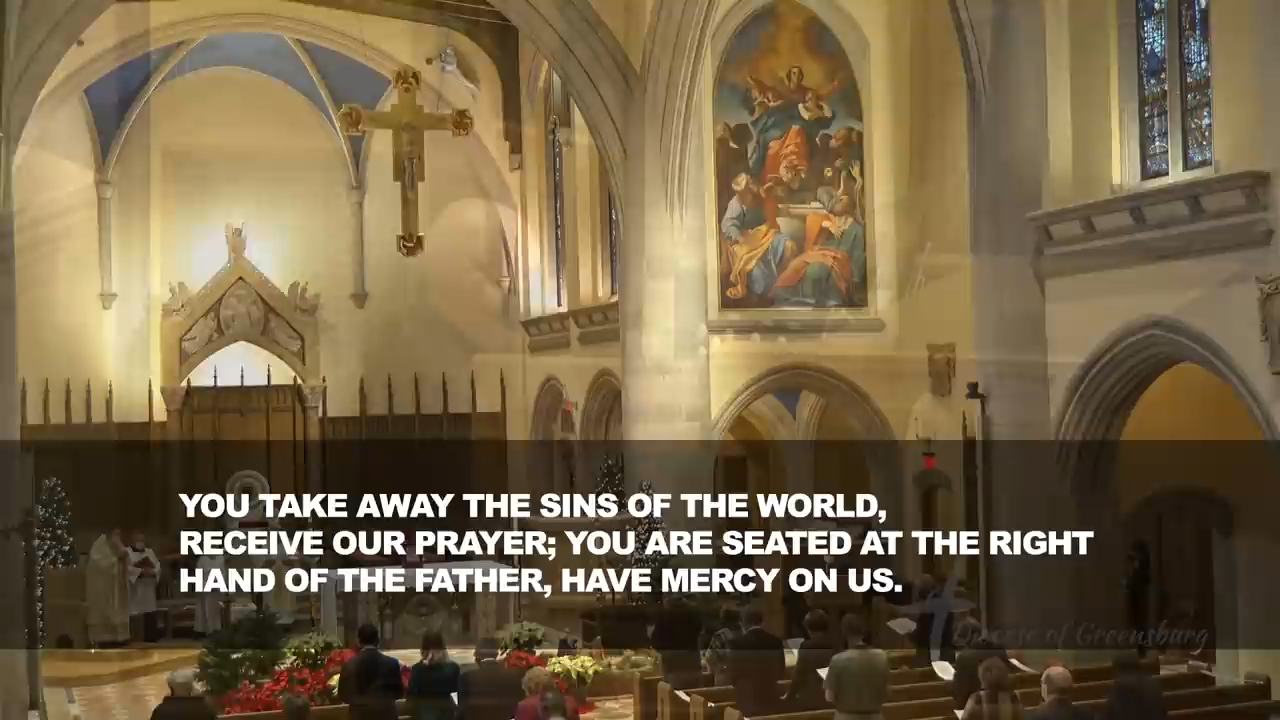 YOU TAKE AWAY THE SINS OF THE WORLD,
RECEIVE OUR PRAYER; YOU ARE SEATED AT THE RIGHT
HAND OF THE FATHER, HAVE MERCY ON US.
Diocese of Greensburg